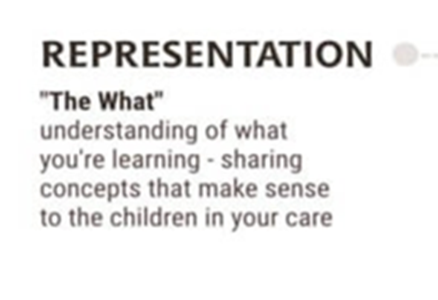 REPRESENTATION
"The What"
understanding of what
you're learning - sharing
concepts that make sense
to the children in your care